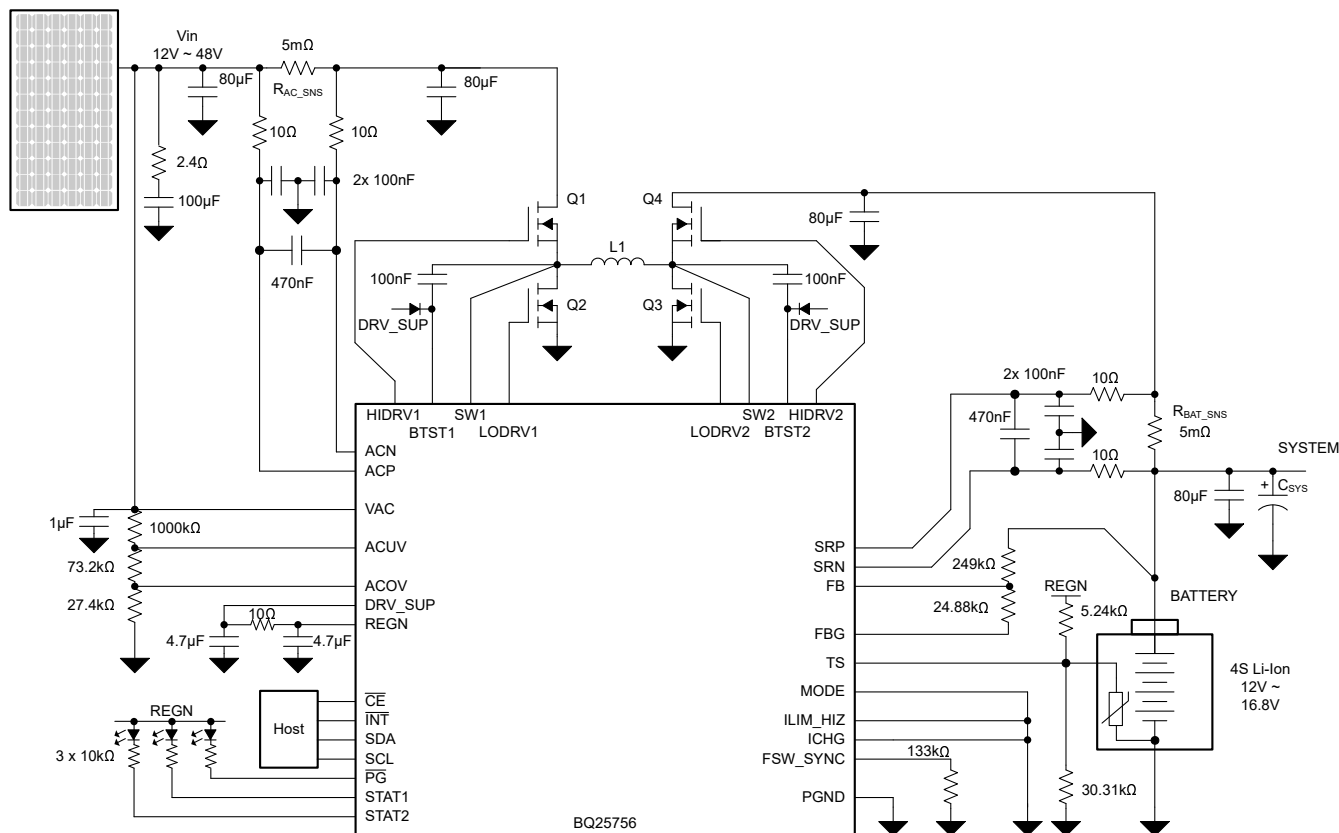 Vin
12V ~ 48V
5mΩ
R_AC_SNS
80µF
80µF
10Ω
10Ω
2.4Ω
100µF
2x 100nF
470nF
Q1
Q4
80µF
L1
100nF
100nF
Q2
Q3
DRV_SUP
DRV_SUP
HIDRV1
BTST1
SW1
LODRV1
LODRV2
SW2
BTST2
HIDRV2
2x 100nF
10Ω
470nF
R_BAT_SNS
5mΩ
10Ω
SYSTEM
80µF
+
C_SYS
ACN
ACP
VAC
1µF
1000kΩ
ACUV
73.2kΩ
ACOV
27.4kΩ
DRV_SUP
10Ω
REGN
4.7µF
4.7µF
SRP
SRN
FB
249kΩ
24.88kΩ
FBG
REGN
5.24kΩ
BATTERY
TS
4S Li-Ion
12V ~
16.8V
MODE
ILIM_HIZ
ICHG
FSW_SYNC
133kΩ
30.31kΩ
PGND
Host
CE
INT
SDA
SCL
PG
STAT1
STAT2
REGN
3 x 10kΩ
BQ25756